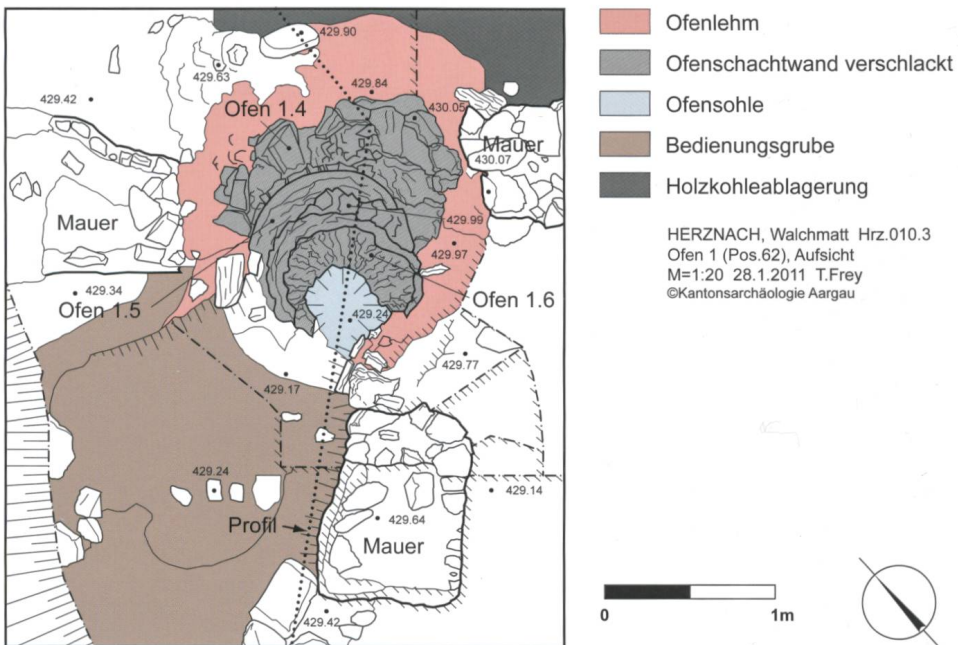 429.90
429.63
429.42
429.84
Ofen 1.4
430.05
Mauer
430.07
Mauer
429.99
429.97
429.34
Ofen 1.5
Ofen 1.6
429.24
429.77
429.17
429.24
429.14
Profil
429.64
Mauer
429.42
Ofenlehm
Ofenschachtwand verschlackt
Ofensohle
Bedienungsgrube
Holzkohleablagerung
HERZNACH, Walchmatt Hrz.010.3
Ofen 1 (Pos.62), Aufsicht
M=1:20 28.1.2011 T.Frey
©Kantonsarchäologie Aargau
0 1m